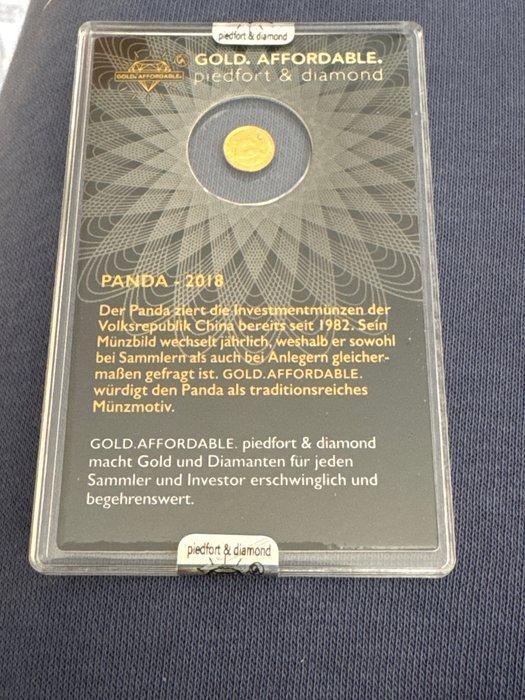 piedfort & diamond
GOLD. AFFORDABLE.
GOLD. AFFORDABLE.
piedfort & diamond
PANDA - 2018
Der Panda ziert die Investmentmünzen der
Volksrepublik China bereits seit 1982. Sein
Münzbild wechselt jährlich, weshalb er sowohl
bei Sammlern als auch bei Anlegern gleicher-
maßen gefragt ist. GOLD.AFFORDABLE.
würdigt den Panda als traditionsreiches
Münzmotiv.
GOLD.AFFORDABLE. piedfort & diamond
macht Gold und Diamanten für jeden
Sammler und Investor erschwinglich und
begehrenswert.
piedfort & diamond